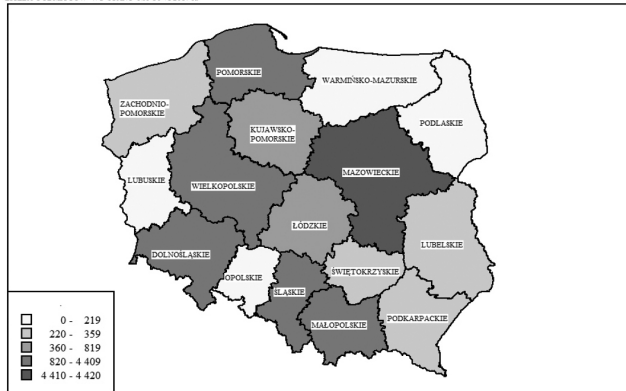 POMORSKIE
WARMIŃSKO-MAZURSKIE
ZACHODNIO-
POMORSKIE
PODLASKIE
KUJAWSKO-
POMORSKIE
MAZOWIECKIE
LUBUSKIE
WIELKOPOLSKIE
ŁÓDZKIE
LUBELSKIE
DOLNOŚLĄSKIE
ŚWIĘTOKRZYSKIE
OPOLSKIE
ŚLĄSKIE
PODKARPACKIE
MAŁOPOLSKIE
0 - 219
220 - 359
360 - 819
820 - 4 409
4 410 - 4 420